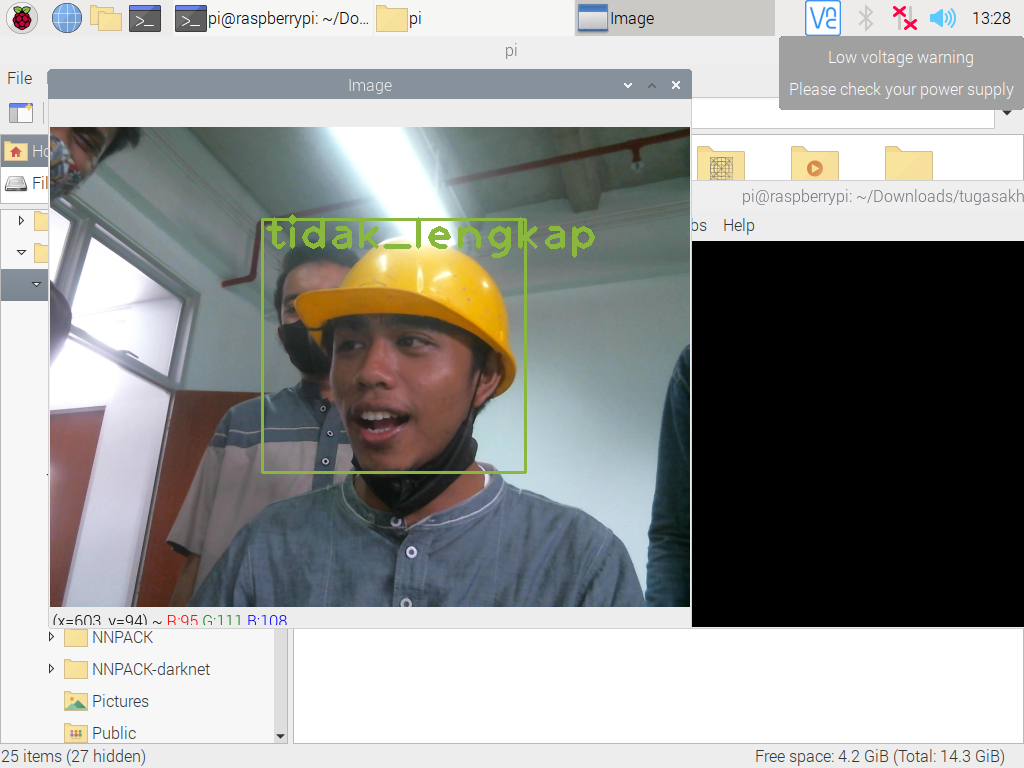 pi@raspberrypi: ~/Do...
pi
Image
13:28
pi
Low voltage warning
Please check your power supply
File
Image
Ho
Fil
pi@raspberrypi: ~/Downloads/tugasakh
bs Help
tidak_lengkap
(x=603, y=94) ~ R:95 G:111 B:108
NNPACK
NNPACK-darknet
Pictures
Public
25 items (27 hidden)
Free space: 4.2 GiB (Total: 14.3 GiB)